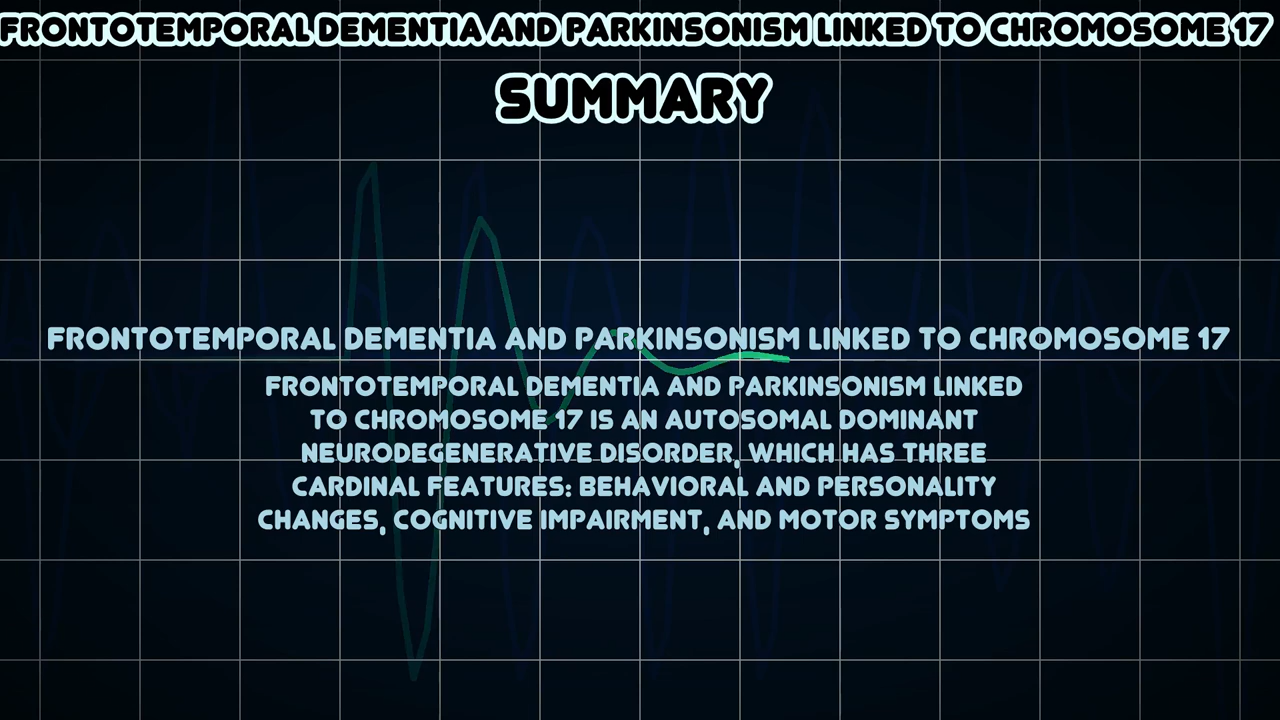 FRONTOTEMPORAL DEMENTIA AND PARKINSONISM LINKED TO CHROMOSOME 17
SUMMARY
FRONTOTEMPORAL DEMENTIA AND PARKINSONISM LINKED TO CHROMOSOME 17
FRONTOTEMPORAL DEMENTIA AND PARKINSONISM LINKED
TO CHROMOSOME 17 IS AN AUTOSOMAL DOMINANT
NEURODEGENERATIVE DISORDER, WHICH HAS THREE
CARDINAL FEATURES: BEHAVIORAL AND PERSONALITY
CHANGES, COGNITIVE IMPAIRMENT, AND MOTOR SYMPTOMS